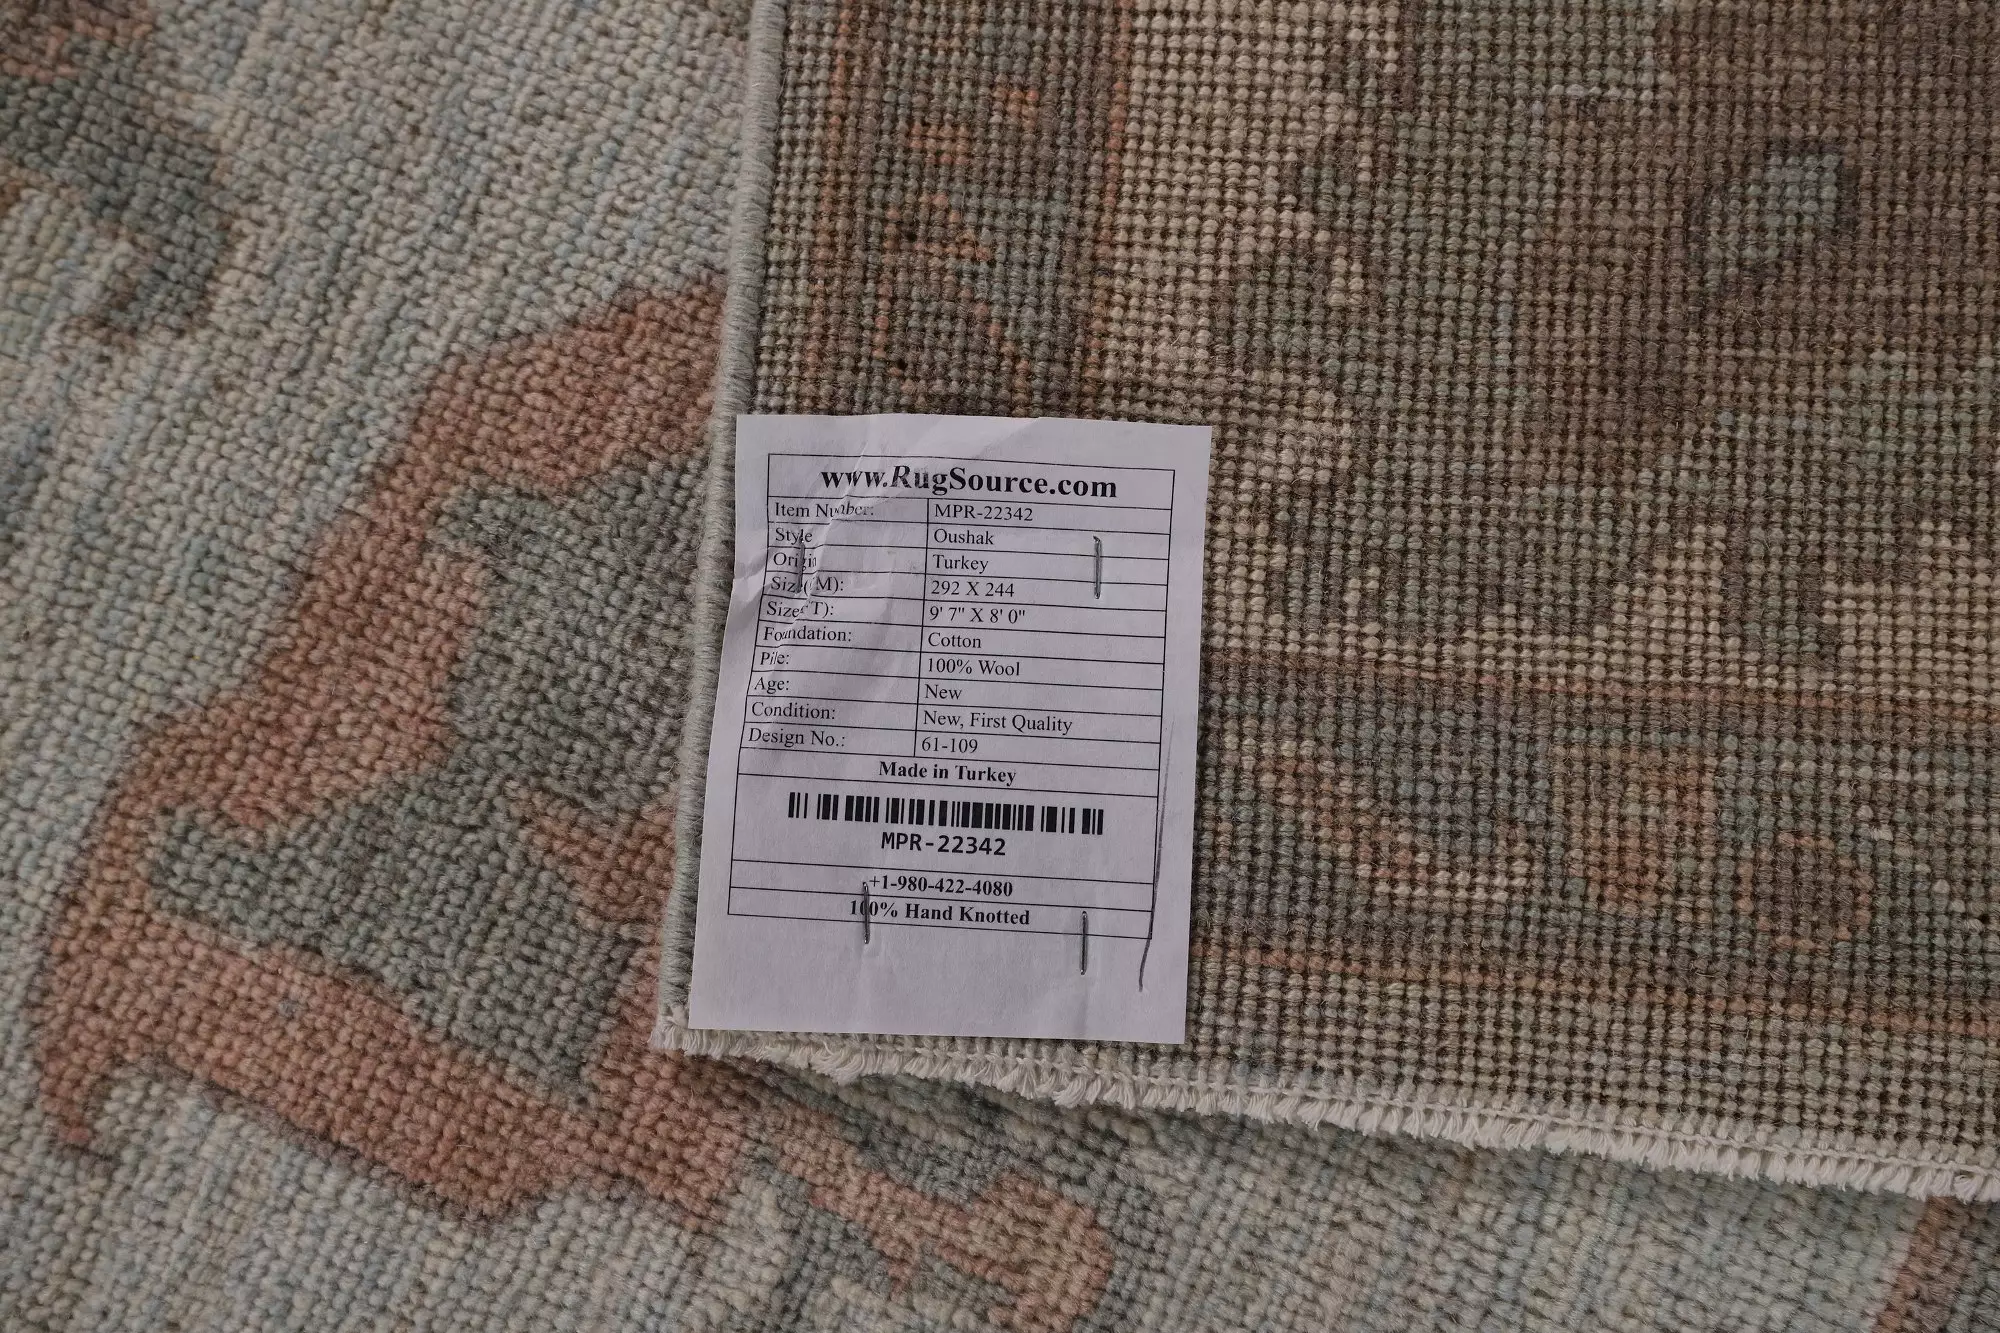 www.RugSource.com
Item Number: MPR-22342
Style Oushak
Origin Turkey
Size(M): 292 X 244
Size T): 9' 7" X 8' 0"
Foundation: Cotton
Pile: 100% Wool
Age: New
Condition: New, First Quality
Design No.: 61-109
Made in Turkey
MPR-22342
+1-980-422-4080
100% Hand Knotted